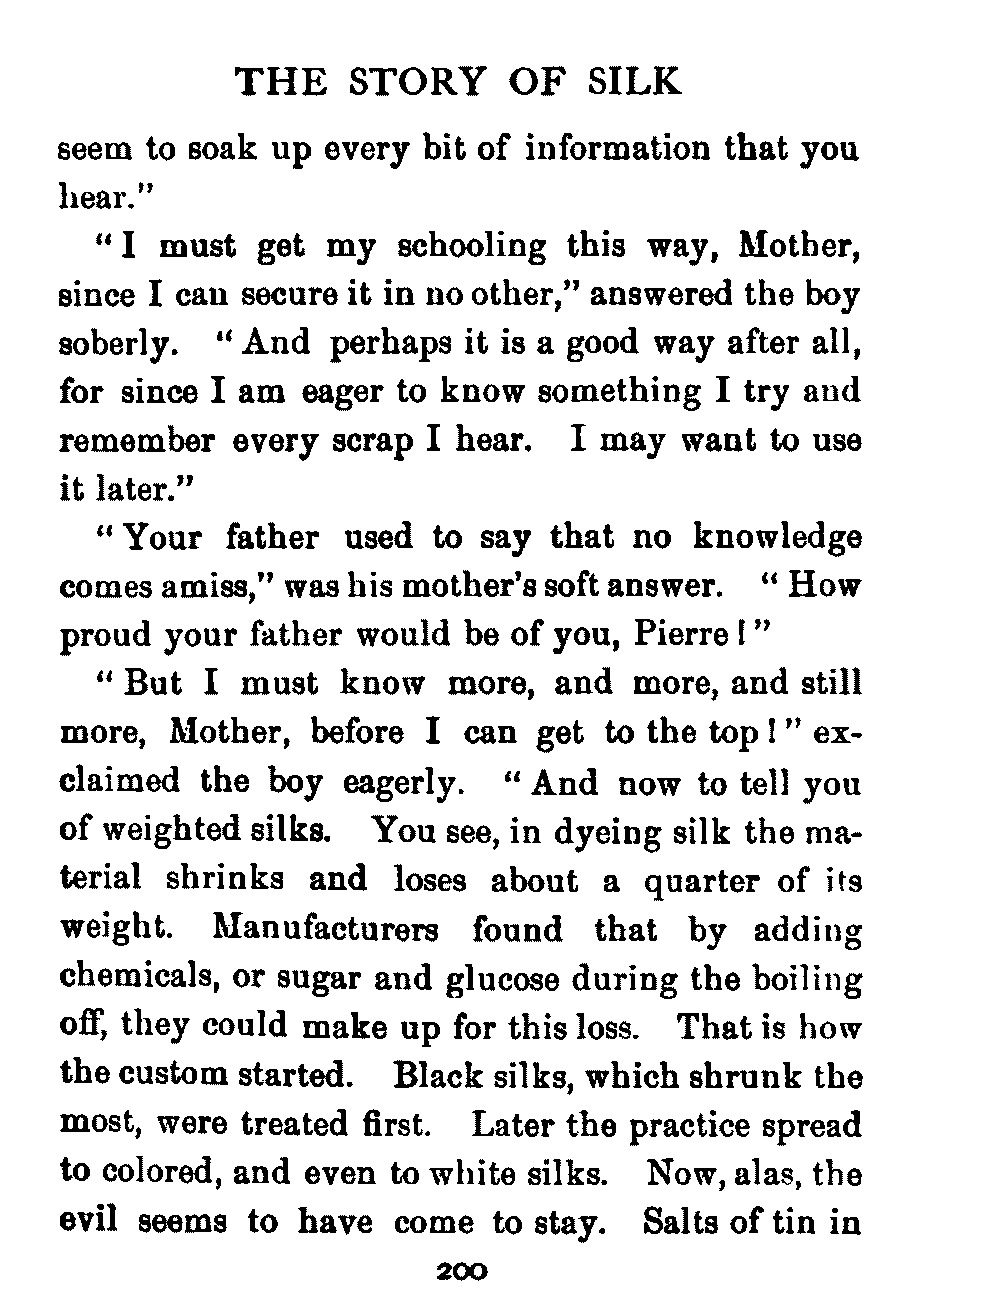 THE STORY OF SILK
seem to soak up every bit of information that you
hear."
"I must get my schooling this way, Mother,
since I can secure it in no other," answered the boy
soberly. "And perhaps it is a good way after all,
for since I am eager to know something I try and
remember every scrap I hear. I may want to use
it later."
"Your father used to say that no knowledge
comes amiss," was his mother's soft answer. "How
proud your father would be of you, Pierre!"
"But I must know more, and more, and still
more, Mother, before I can get to the top!" ex-
claimed the boy eagerly. "And now to tell you
of weighted silks. You see, in dyeing silk the ma-
terial shrinks and loses about a quarter of its
weight. Manufacturers found that by adding
chemicals, or sugar and glucose during the boiling
off, they could make up for this loss. That is how
the custom started. Black silks, which shrunk the
most, were treated first. Later the practice spread
to colored, and even to white silks. Now, alas, the
evil seems to have come to stay. Salts of tin in
200